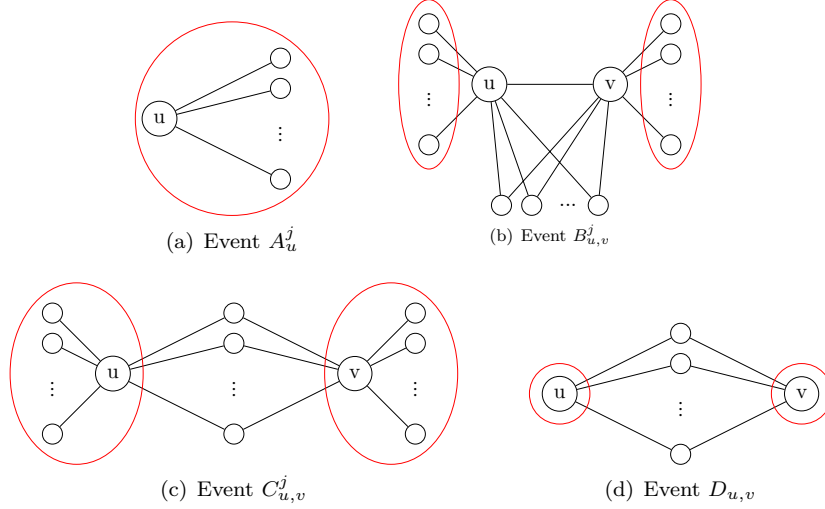 u
⋮
(a) Event $A_u^j$
u v
⋮ ⋮
...
(b) Event $B_{u,v}^j$
u v
⋮ ⋮ ⋮
(c) Event $C_{u,v}^j$
u v
⋮
(d) Event $D_{u,v}$